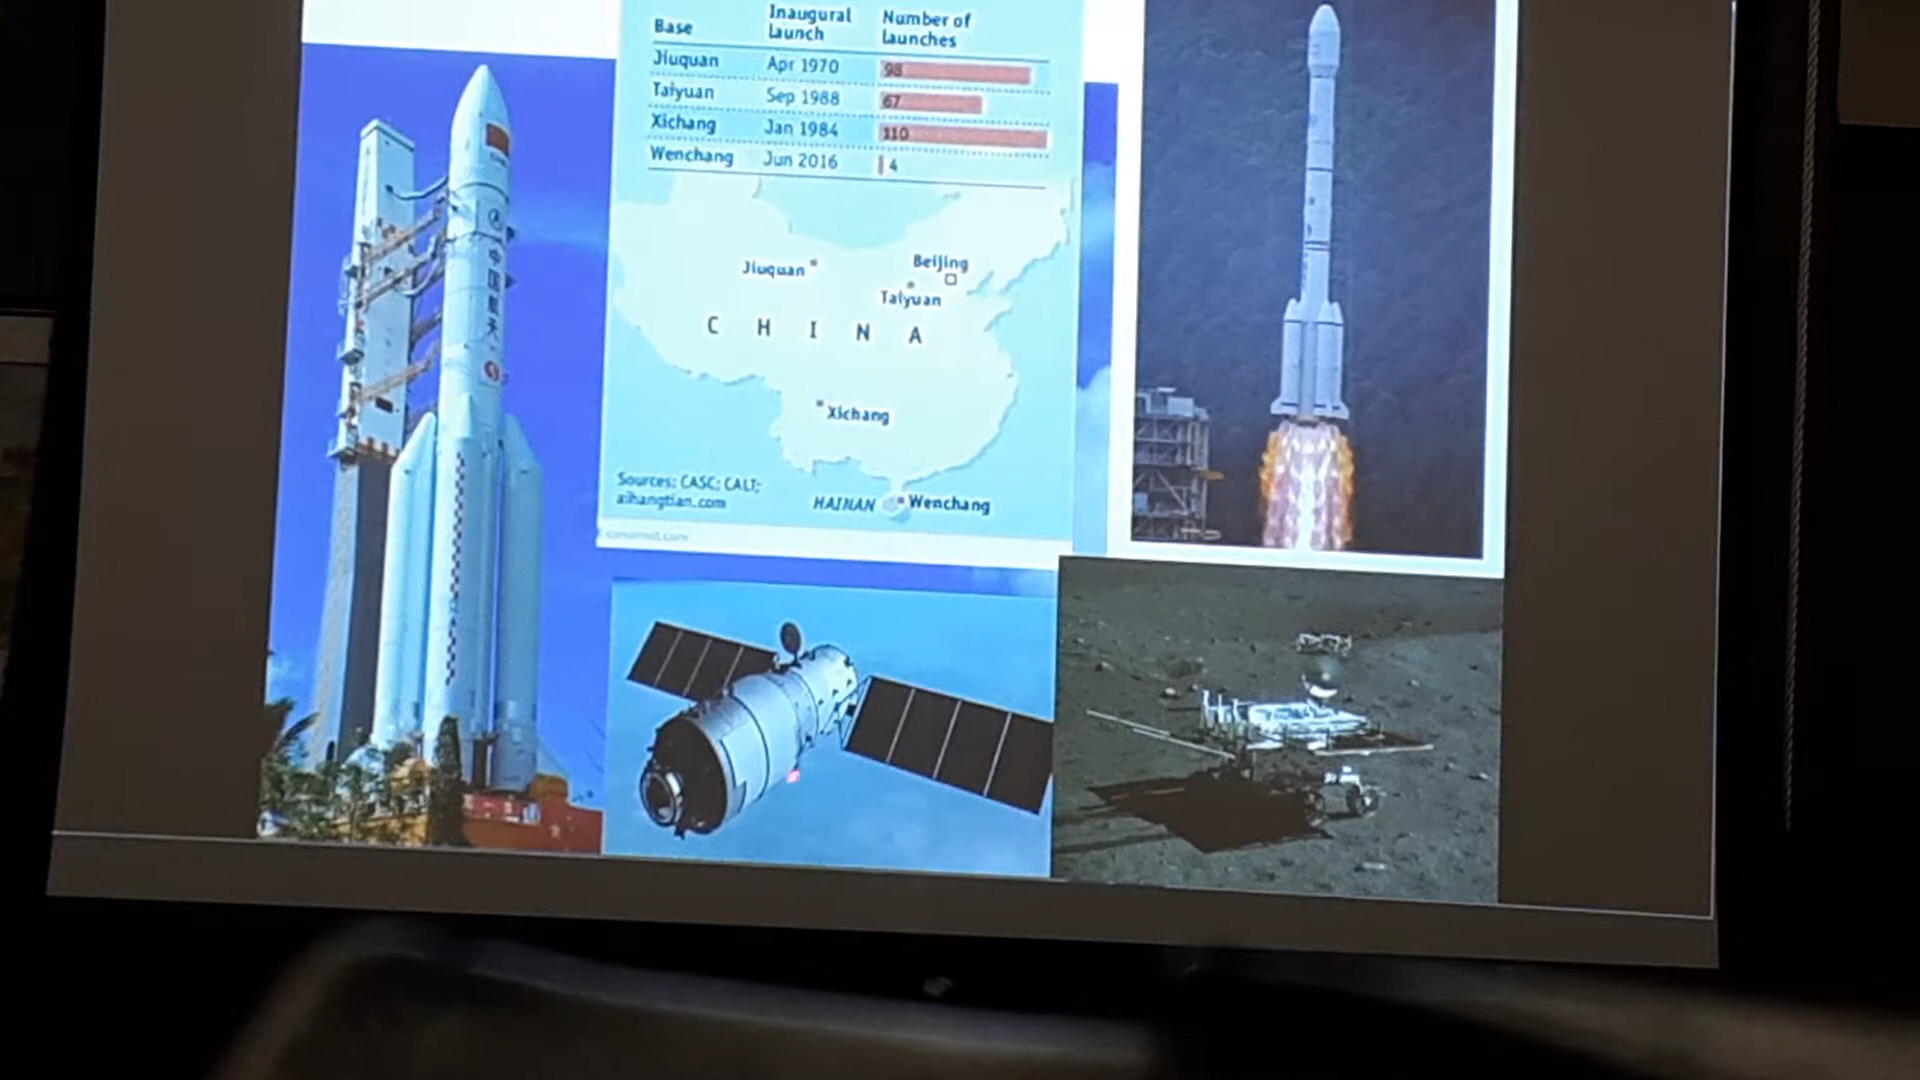 Base Inaugural Launch Number of launches
Jiuquan Apr 1970 98
Taiyuan Sep 1988 67
Xichang Jan 1984 110
Wenchang Jun 2016 4
中国航天
Jiuquan
Beijing
Taiyuan
C H I N A
Xichang
Sources: CASC; CALT;
aihangtian.com
HAINAN
Wenchang